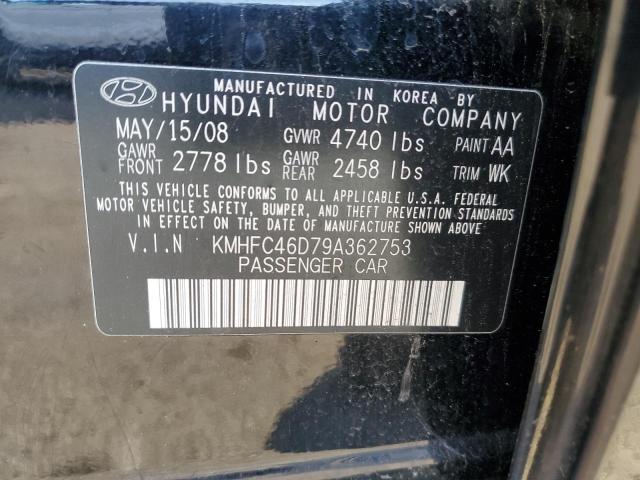 MANUFACTURED IN KOREA BY
HYUNDAI MOTOR COMPANY
MAY/15/08 GVWR 4740 lbs PAINT AA
GAWR FRONT 2778 lbs GAWR REAR 2458 lbs TRIM WK
THIS VEHICLE CONFORMS TO ALL APPLICABLE U.S.A. FEDERAL
MOTOR VEHICLE SAFETY, BUMPER, AND THEFT PREVENTION STANDARDS
IN EFFECT ON THE DATE OF MANUFACTURE SHOWN ABOVE.
V.I.N KMHFC46D79A362753
PASSENGER CAR